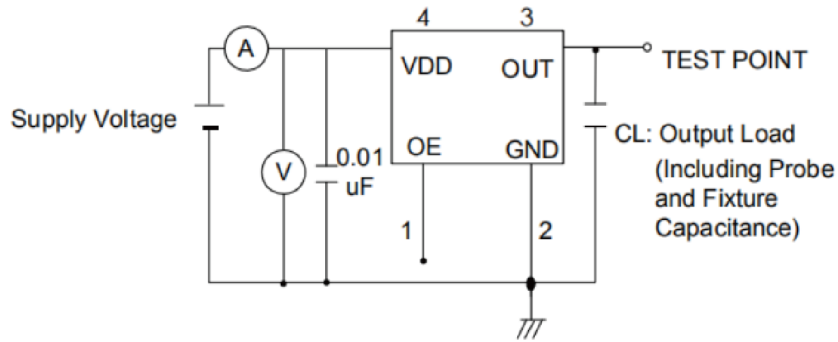 4
3
A
VDD
OUT
TEST POINT
Supply Voltage
CL: Output Load
(Including Probe
and Fixture
Capacitance)
OE
GND
0.01
uF
V
1
2